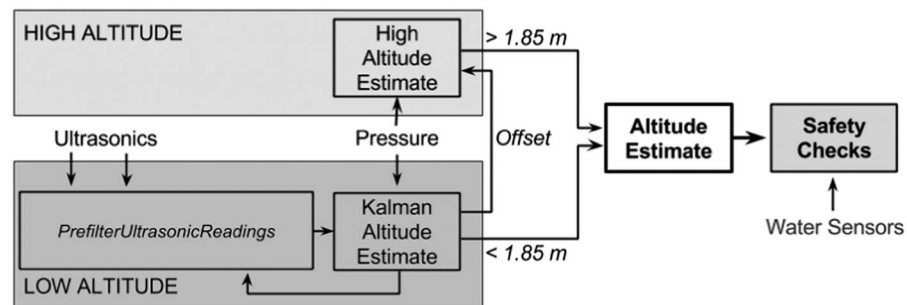 HIGH ALTITUDE
High
Altitude
Estimate
> 1.85 m
Ultrasonics
Pressure
Offset
Altitude
Estimate
Safety
Checks
PrefilterUltrasonicReadings
Kalman
Altitude
Estimate
< 1.85 m
Water Sensors
LOW ALTITUDE